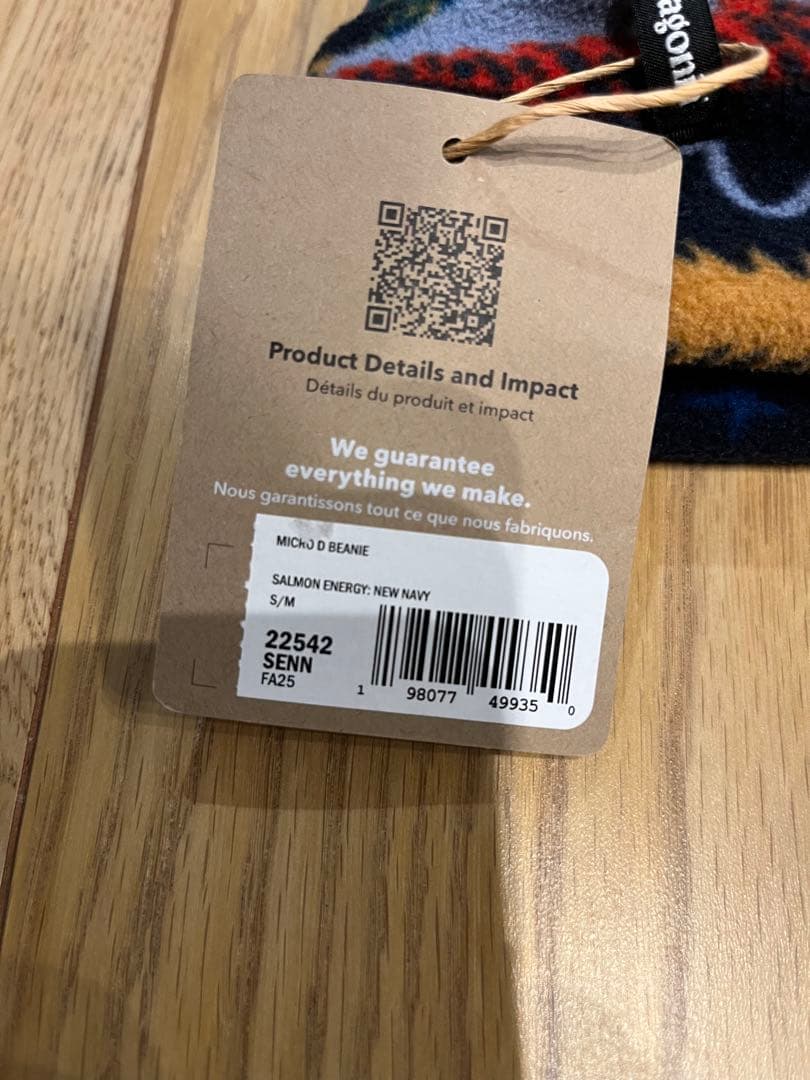 agoni
Product Details and Impact
Détails du produit et impact
We guarantee
everything we make.
Nous garantissons tout ce que nous fabriquons.
MICRO D BEANIE
SALMON ENERGY: NEW NAVY
S/M
22542
SENN
FA25
1 98077 49935 0